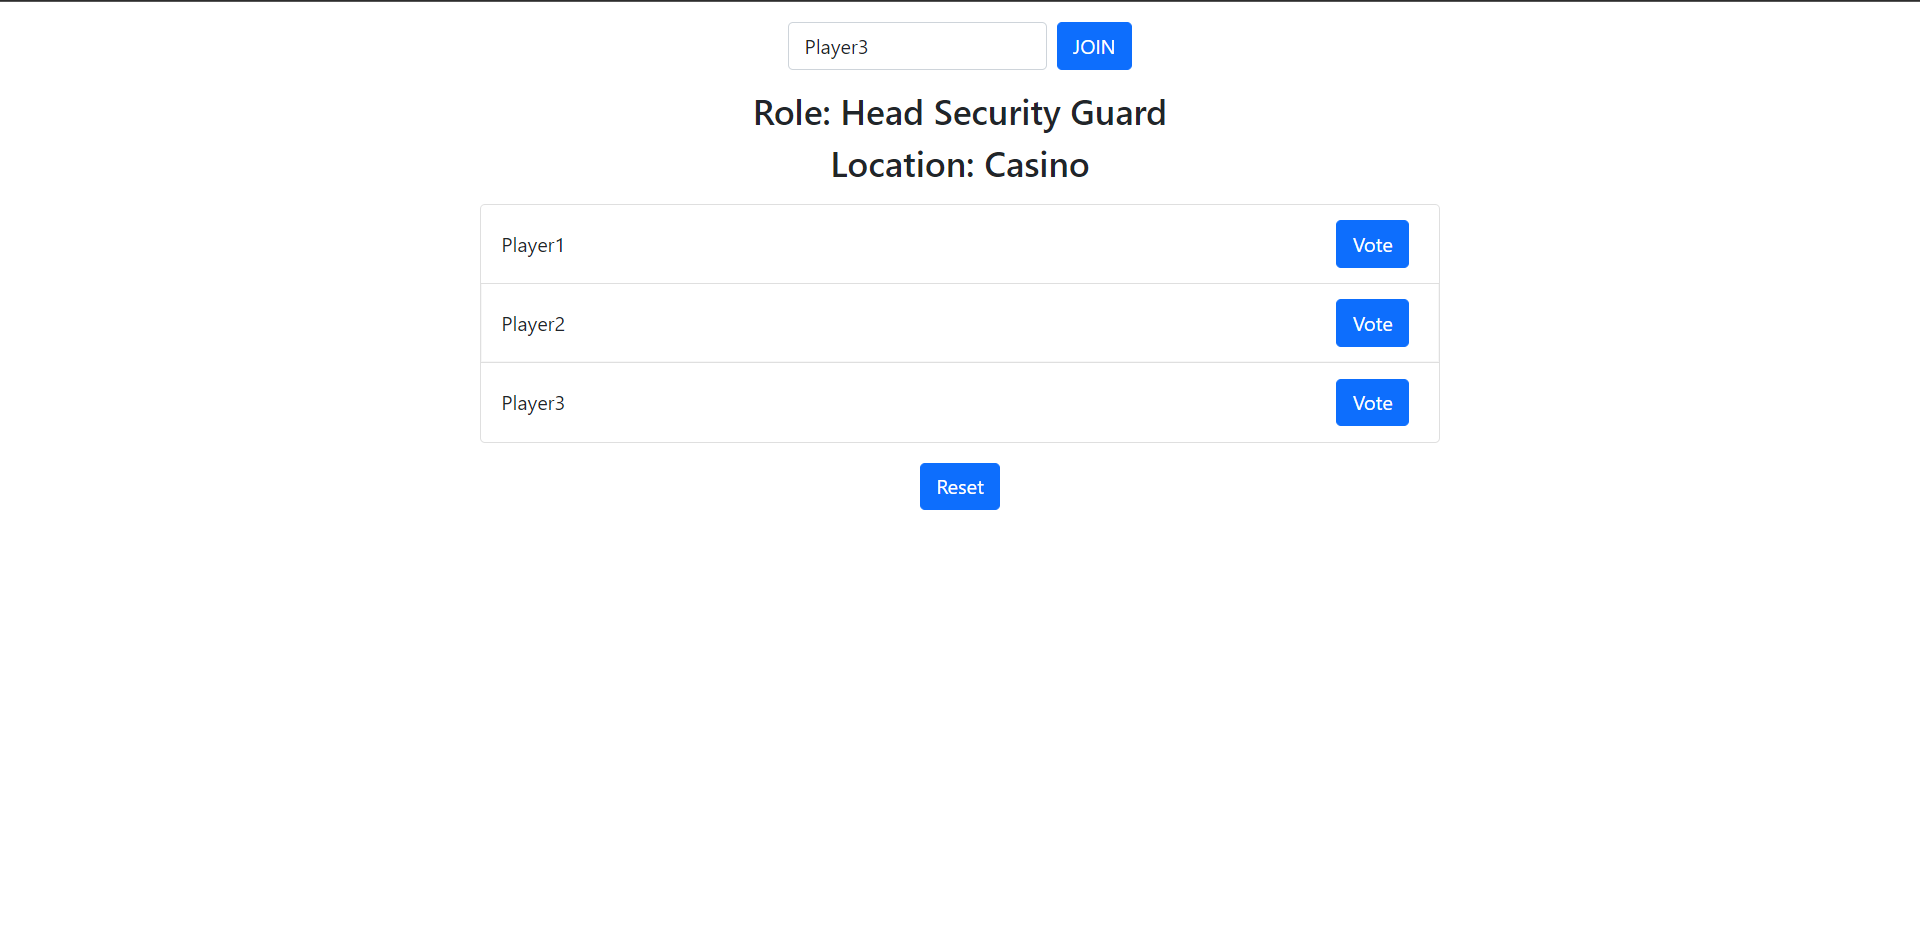 Player3 JOIN
Role: Head Security Guard
Location: Casino
Player1 Vote
Player2 Vote
Player3 Vote
Reset